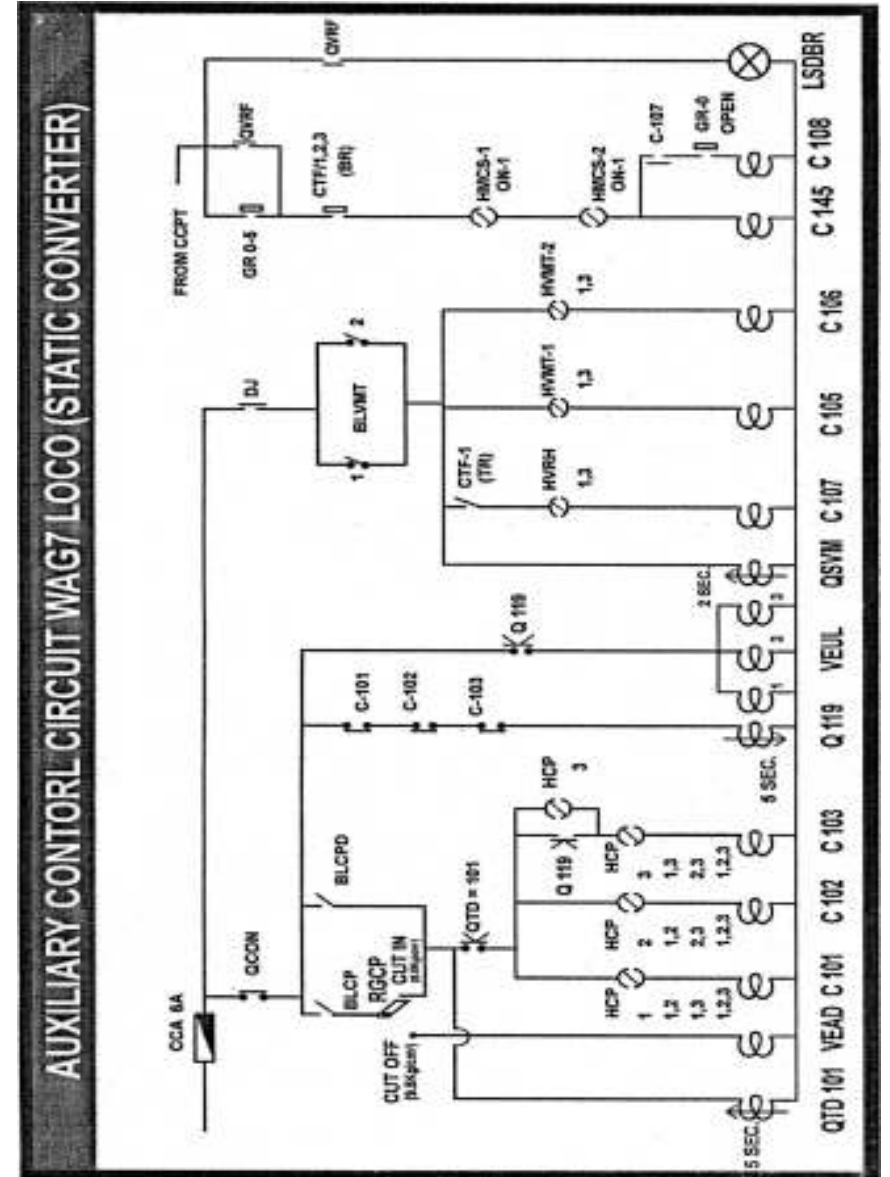 AUXILIARY CONTORL CIRCUIT WAG7 LOCO (STATIC CONVERTER)
CCA 6A
QCON
BLCP
BLCPD
RGCP
CUT IN
CUT OFF
QTD = 101
HCP
1
1,2
1,3
1,2,3
HCP
2
1,2
2,3
1,2,3
Q 119
HCP
3
HCP
3
1,3
2,3
1,2,3
C-101
C-102
C-103
Q 119
DJ
1
BLVMT
2
CTF-1
(TR)
HVRH
1,3
HVMT-1
1,3
HVMT-2
1,3
FROM CCPT
GR 0-5
QVRF
QVRF
CTF/1,2,3
(BR)
HMCS-1
ON-1
HMCS-2
ON-1
C-107
GR-0
OPEN
5 SEC.
5 SEC.
1
3
3
2 SEC.
QTD 101
VEAD
C 101
C 102
C 103
Q 119
VEUL
QSVM
C 107
C 105
C 106
C 145
C 108
LSDBR